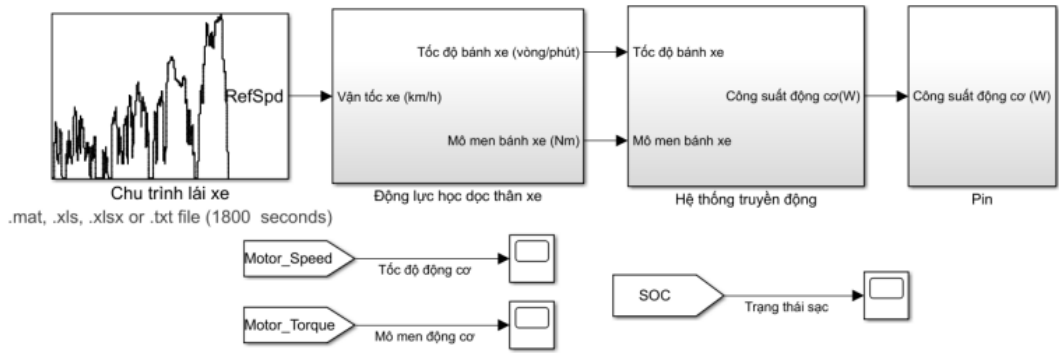 RefSpd
Chu trình lái xe
.mat, .xls, .xlsx or .txt file (1800 seconds)
Vận tốc xe (km/h)
Tốc độ bánh xe (vòng/phút)
Mô men bánh xe (Nm)
Động lực học dọc thân xe
Tốc độ bánh xe
Mô men bánh xe
Công suất động cơ(W)
Hệ thống truyền động
Công suất động cơ (W)
Pin
Motor_Speed
Tốc độ động cơ
Motor_Torque
Mô men động cơ
SOC
Trạng thái sạc